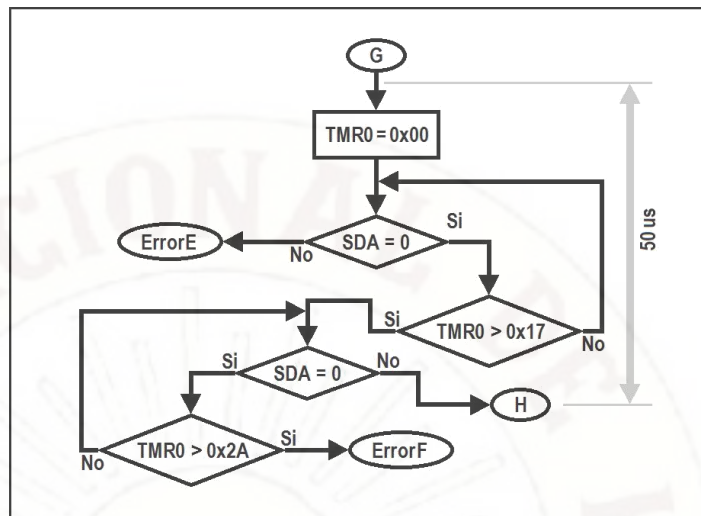 G
TMR0 = 0x00
Si
ErrorE
No
SDA = 0
50 us
Si
TMR0 > 0x17
No
Si
SDA = 0
No
H
TMR0 > 0x2A
Si
No
ErrorF